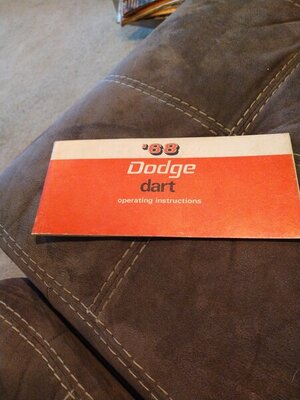 '68
Dodge
dart
operating instructions